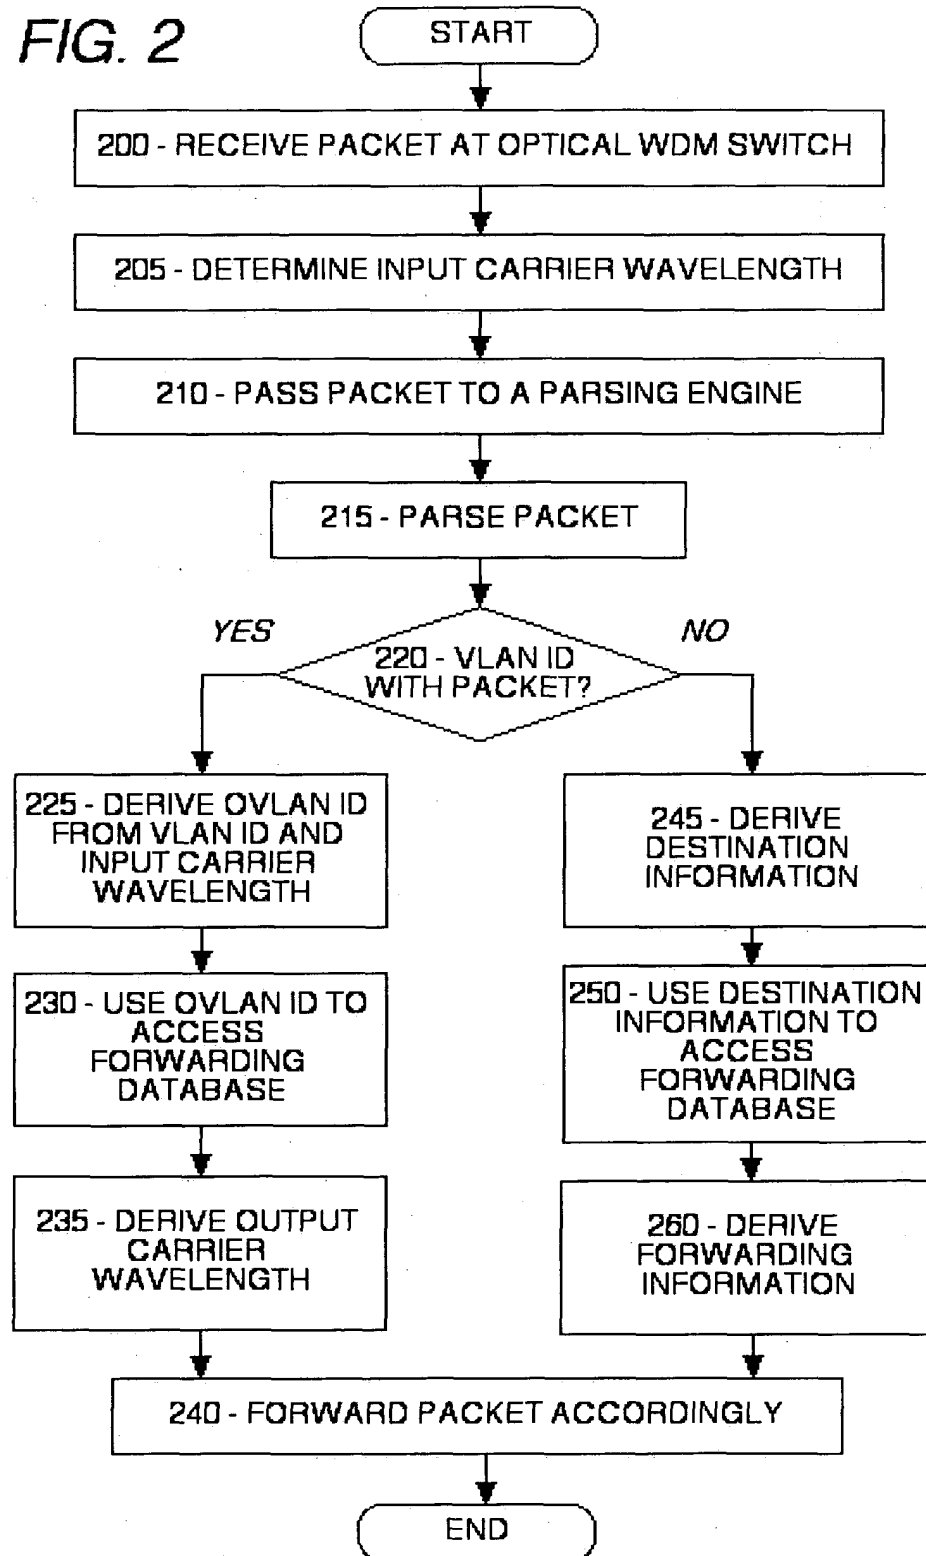 FIG. 2
START
200 - RECEIVE PACKET AT OPTICAL WDM SWITCH
205 - DETERMINE INPUT CARRIER WAVELENGTH
210 - PASS PACKET TO A PARSING ENGINE
215 - PARSE PACKET
YES
NO
220 - VLAN ID
WITH PACKET?
225 - DERIVE OVLAN ID
FROM VLAN ID AND
INPUT CARRIER
WAVELENGTH
245 - DERIVE
DESTINATION
INFORMATION
230 - USE OVLAN ID TO
ACCESS
FORWARDING
DATABASE
250 - USE DESTINATION
INFORMATION TO
ACCESS
FORWARDING
DATABASE
235 - DERIVE OUTPUT
CARRIER
WAVELENGTH
260 - DERIVE
FORWARDING
INFORMATION
240 - FORWARD PACKET ACCORDINGLY
END